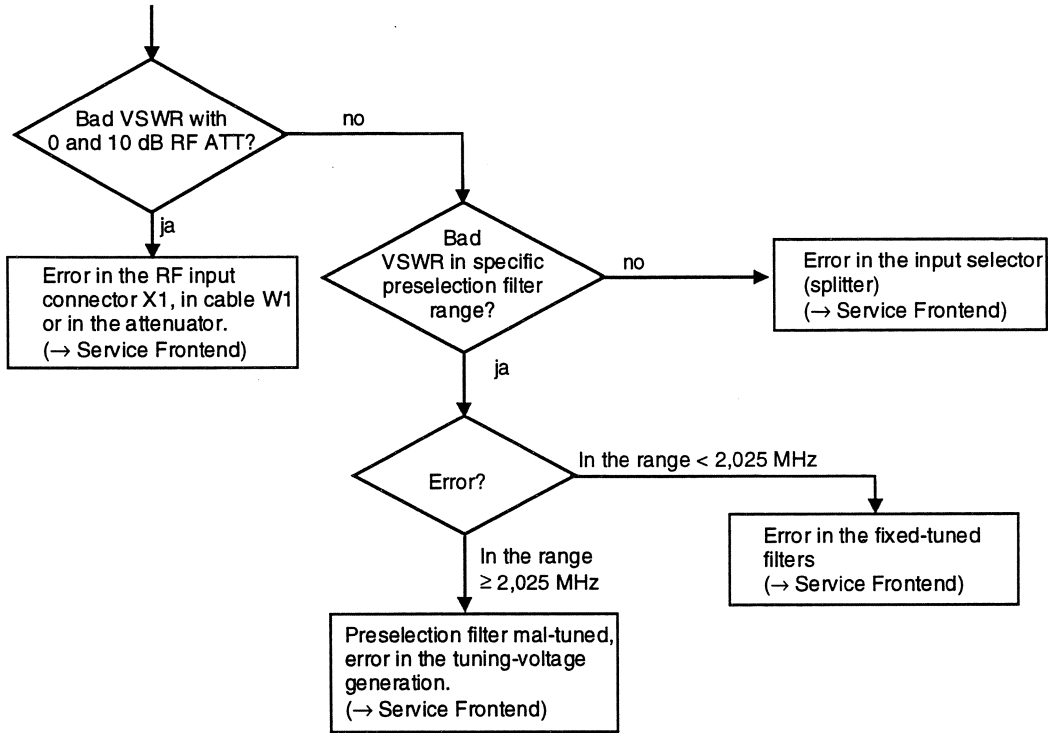 Bad VSWR with
0 and 10 dB RF ATT?
no
ja
Error in the RF input
connector X1, in cable W1
or in the attenuator.
(→ Service Frontend)
Bad
VSWR in specific
preselection filter
range?
no
Error in the input selector
(splitter)
(→ Service Frontend)
ja
Error?
In the range < 2,025 MHz
Error in the fixed-tuned
filters
(→ Service Frontend)
In the range
≥ 2,025 MHz
Preselection filter mal-tuned,
error in the tuning-voltage
generation.
(→ Service Frontend)